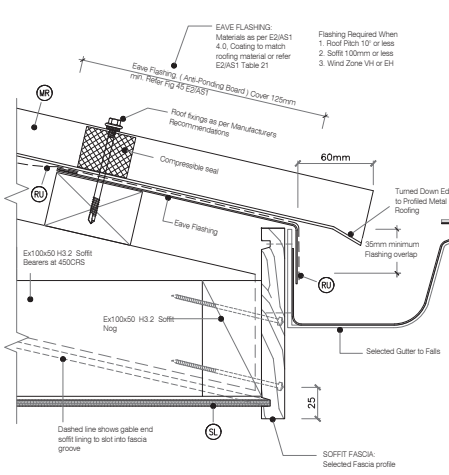 EAVE FLASHING:
Materials as per E2/AS1
4.0, Coating to match
roofing material or refer
E2/AS1 Table 21
Flashing Required When
1. Roof Pitch 10° or less
2. Soffit 100mm or less
3. Wind Zone VH or EH
Eave Flashing. ( Anti-Ponding Board ) Cover 125mm
min. Refer Fig 45 E2/AS1
MR
Roof fixings as per Manufacturers
Recommendations
60mm
Compressible seal
RU
Turned Down Ed
to Profiled Metal
Roofing
Eave Flashing
35mm minimum
Flashing overlap
Ex100x50 H3.2 Soffit
Bearers at 450CRS
RU
Ex100x50 H3.2 Soffit
Nog
Selected Gutter to Falls
25
Dashed line shows gable end
soffit lining to slot into fascia
groove
SL
SOFFIT FASCIA:
Selected Fascia profile